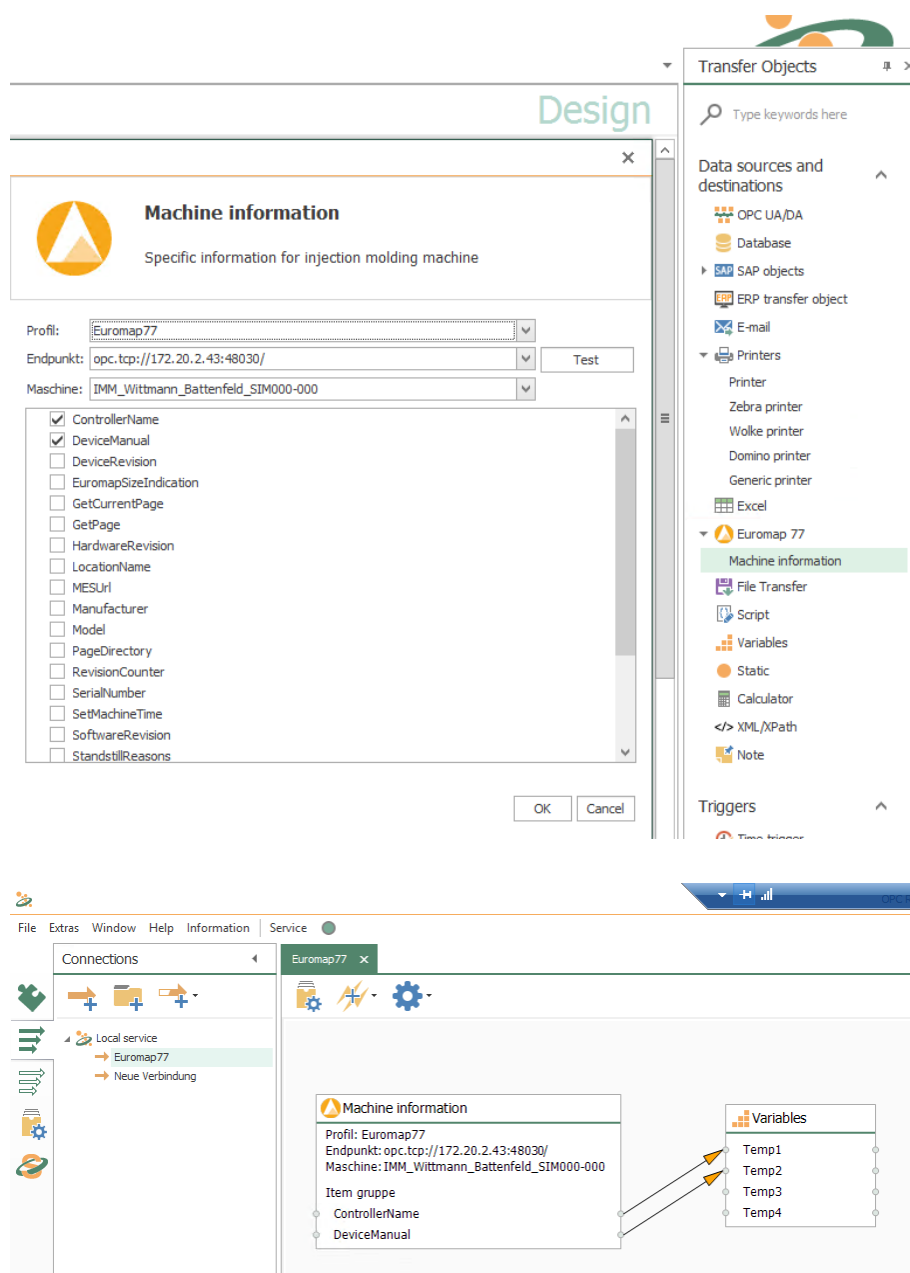 Transfer Objects
Design
Type keywords here
Machine information
Specific information for injection molding machine
Profil:
Euromap77
Endpunkt:
opc.tcp://172.20.2.43:48030/
Test
Maschine:
IMM_Wittmann_Battenfeld_SIM000-000
ControllerName
DeviceManual
DeviceRevision
EuromapSizeIndication
GetCurrentPage
GetPage
HardwareRevision
LocationName
MESUrl
Manufacturer
Model
PageDirectory
RevisionCounter
SerialNumber
SetMachineTime
SoftwareRevision
StandstillReasons
OK
Cancel
Data sources and
destinations
OPC UA/DA
Database
SAP
SAP objects
ERP
ERP transfer object
E-mail
Printers
Printer
Zebra printer
Wolke printer
Domino printer
Generic printer
Excel
Euromap 77
Machine information
File Transfer
Script
Variables
Static
Calculator
</> XML/XPath
Note
Triggers
Time trigger
OPC R
File Extras Window Help Information Service
Connections
Euromap77
Local service
Euromap77
Neue Verbindung
Machine information
Profil: Euromap77
Endpunkt: opc.tcp://172.20.2.43:48030/
Maschine: IMM_Wittmann_Battenfeld_SIM000-000
Item gruppe
ControllerName
DeviceManual
Variables
Temp1
Temp2
Temp3
Temp4